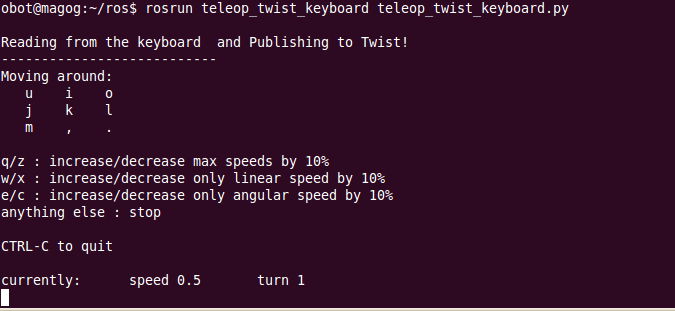 obot@magog:~/ros$ rosrun teleop_twist_keyboard teleop_twist_keyboard.py
Reading from the keyboard  and Publishing to Twist!
---------------------------
Moving around:
   u    i    o
   j    k    l
   m    ,    .
q/z : increase/decrease max speeds by 10%
w/x : increase/decrease only linear speed by 10%
e/c : increase/decrease only angular speed by 10%
anything else : stop
CTRL-C to quit
currently:      speed 0.5       turn 1